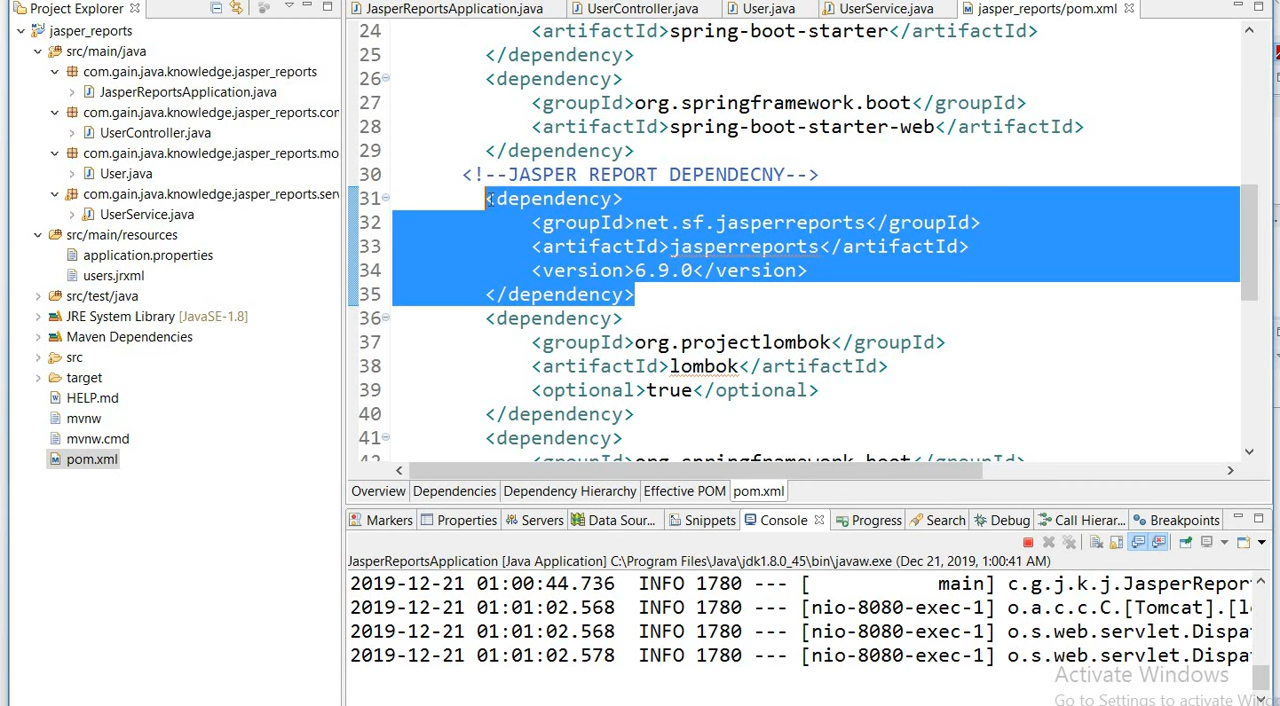 Project Explorer
JasperReportsApplication.java
UserController.java
User.java
UserService.java
jasper_reports/pom.xml
jasper_reports
src/main/java
com.gain.java.knowledge.jasper_reports
JasperReportsApplication.java
com.gain.java.knowledge.jasper_reports.con
UserController.java
com.gain.java.knowledge.jasper_reports.mo
User.java
com.gain.java.knowledge.jasper_reports.serv
UserService.java
src/main/resources
application.properties
users.jrxml
src/test/java
JRE System Library [JavaSE-1.8]
Maven Dependencies
src
target
HELP.md
mvnw
mvnw.cmd
pom.xml
24 <artifactId>spring-boot-starter</artifactId>
25 </dependency>
26 <dependency>
27 <groupId>org.springframework.boot</groupId>
28 <artifactId>spring-boot-starter-web</artifactId>
29 </dependency>
30 <!--JASPER REPORT DEPENDECNY-->
31 <dependency>
32 <groupId>net.sf.jasperreports</groupId>
33 <artifactId>jasperreports</artifactId>
34 <version>6.9.0</version>
35 </dependency>
36 <dependency>
37 <groupId>org.projectlombok</groupId>
38 <artifactId>lombok</artifactId>
39 <optional>true</optional>
40 </dependency>
41 <dependency>
42 <groupId>org.springframework.boot</groupId>
Overview Dependencies Dependency Hierarchy Effective POM pom.xml
Markers Properties Servers Data Sour... Snippets Console Progress Search Debug Call Hierar... Breakpoints
JasperReportsApplication [Java Application] C:\Program Files\Java\jdk1.8.0_45\bin\javaw.exe (Dec 21, 2019, 1:00:41 AM)
2019-12-21 01:00:44.736 INFO 1780 --- [ main] c.g.j.k.j.JasperRepor
2019-12-21 01:01:02.568 INFO 1780 --- [nio-8080-exec-1] o.a.c.c.C.[Tomcat].[lo
2019-12-21 01:01:02.568 INFO 1780 --- [nio-8080-exec-1] o.s.web.servlet.Dispa
2019-12-21 01:01:02.578 INFO 1780 --- [nio-8080-exec-1] o.s.web.servlet.Dispa
Activate Windows
Go to Settings to activate Win